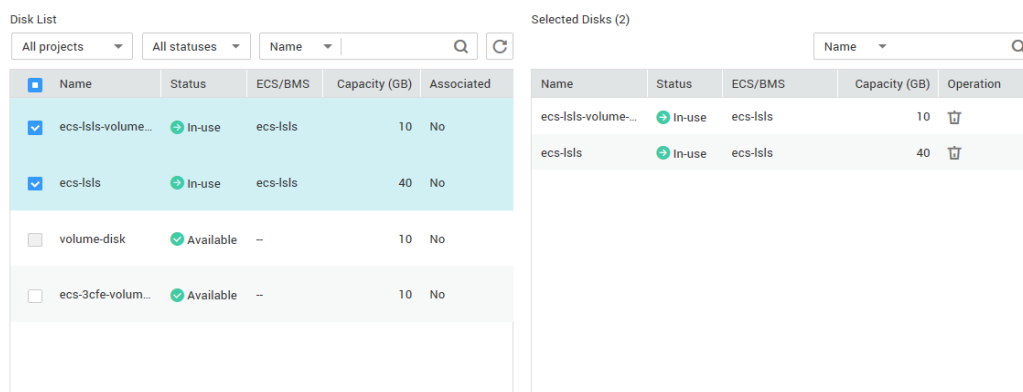 Disk List
All projects All statuses Name
Name Status ECS/BMS Capacity (GB) Associated
ecs-lsls-volume... In-use ecs-lsls 10 No
ecs-lsls In-use ecs-lsls 40 No
volume-disk Available -- 10 No
ecs-3cfe-volum... Available -- 10 No
Selected Disks (2)
Name
Name Status ECS/BMS Capacity (GB) Operation
ecs-lsls-volume-... In-use ecs-lsls 10
ecs-lsls In-use ecs-lsls 40